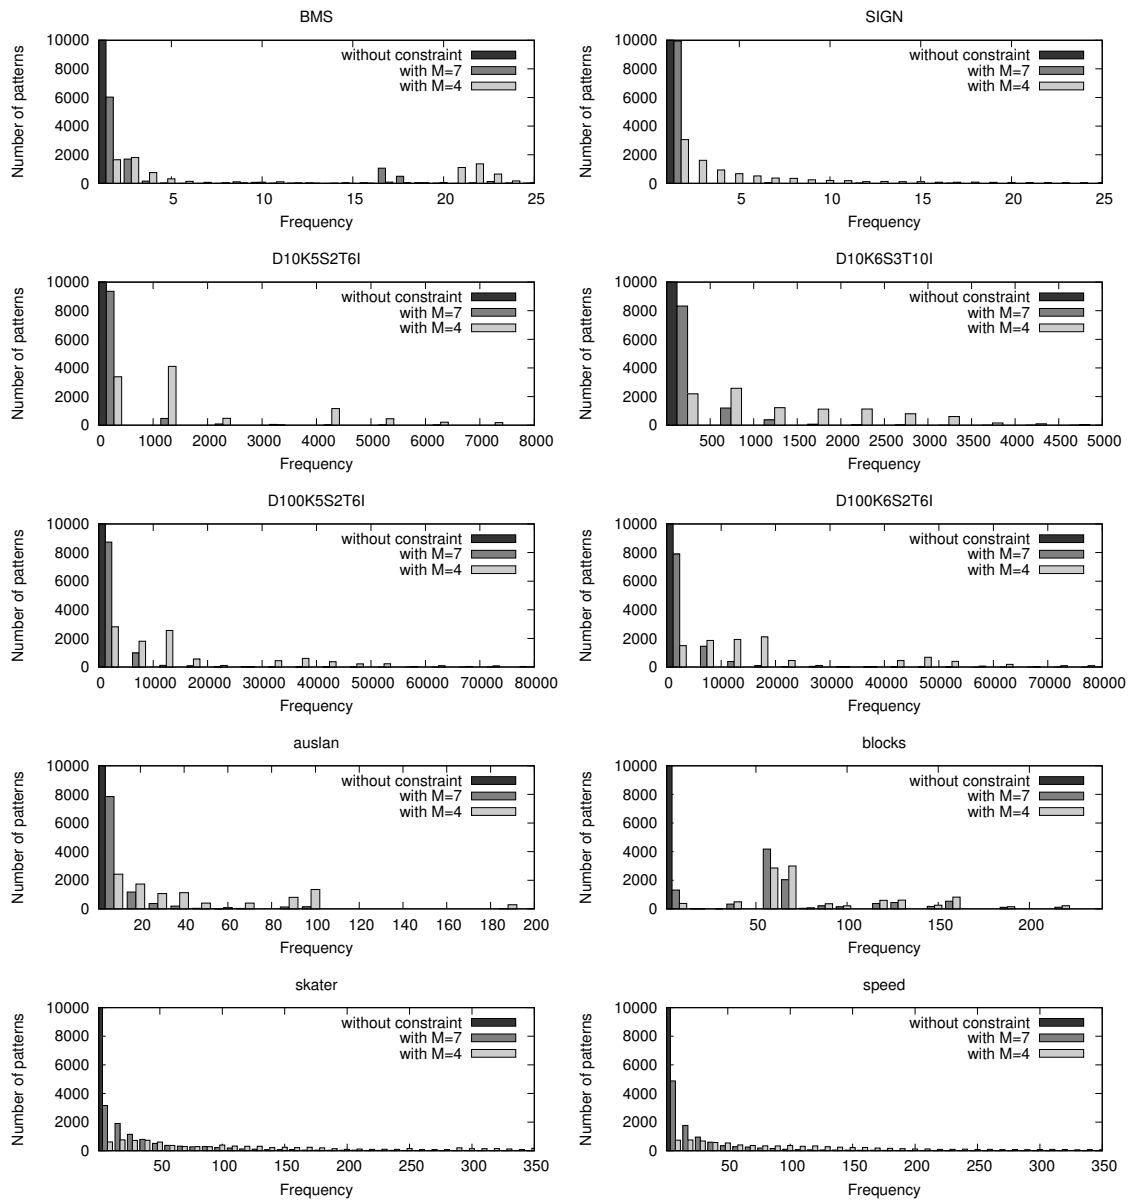 BMS
Number of patterns
10000
8000
6000
4000
2000
0
without constraint
with M=7
with M=4
5 10 15 20 25
Frequency
SIGN
Number of patterns
10000
8000
6000
4000
2000
0
without constraint
with M=7
with M=4
5 10 15 20 25
Frequency
D10K5S2T6I
Number of patterns
10000
8000
6000
4000
2000
0
without constraint
with M=7
with M=4
0 1000 2000 3000 4000 5000 6000 7000 8000
Frequency
D10K6S3T10I
Number of patterns
10000
8000
6000
4000
2000
0
without constraint
with M=7
with M=4
500 1000 1500 2000 2500 3000 3500 4000 4500 5000
Frequency
D100K5S2T6I
Number of patterns
10000
8000
6000
4000
2000
0
without constraint
with M=7
with M=4
0 10000 20000 30000 40000 50000 60000 70000 80000
Frequency
D100K6S2T6I
Number of patterns
10000
8000
6000
4000
2000
0
without constraint
with M=7
with M=4
0 10000 20000 30000 40000 50000 60000 70000 80000
Frequency
auslan
Number of patterns
10000
8000
6000
4000
2000
0
without constraint
with M=7
with M=4
20 40 60 80 100 120 140 160 180 200
Frequency
blocks
Number of patterns
10000
8000
6000
4000
2000
0
without constraint
with M=7
with M=4
50 100 150 200
Frequency
skater
Number of patterns
10000
8000
6000
4000
2000
0
without constraint
with M=7
with M=4
50 100 150 200 250 300 350
Frequency
speed
Number of patterns
10000
8000
6000
4000
2000
0
without constraint
with M=7
with M=4
50 100 150 200 250 300 350
Frequency